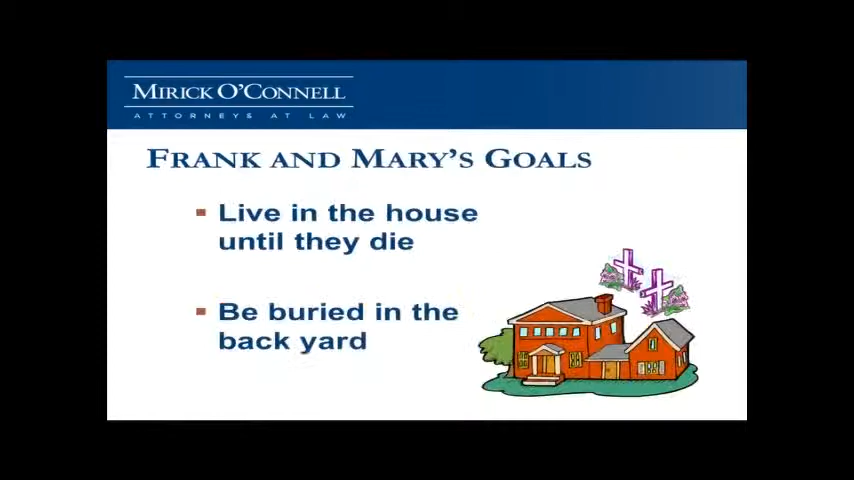 MIRICK O'CONNELL
ATTORNEYS AT LAW
FRANK AND MARY'S GOALS
Live in the house
until they die
Be buried in the
back yard